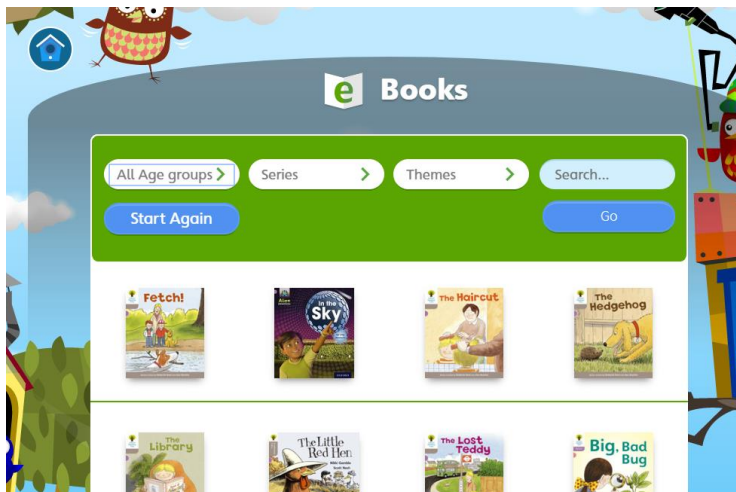 e Books
All Age groups
Series
Themes
Search...
Start Again
Go
Fetch!
In the
Sky
The Haircut
The
Hedgehog
The
Library
The Little
Red Hen
The Lost
Teddy
Big, Bad
Bug